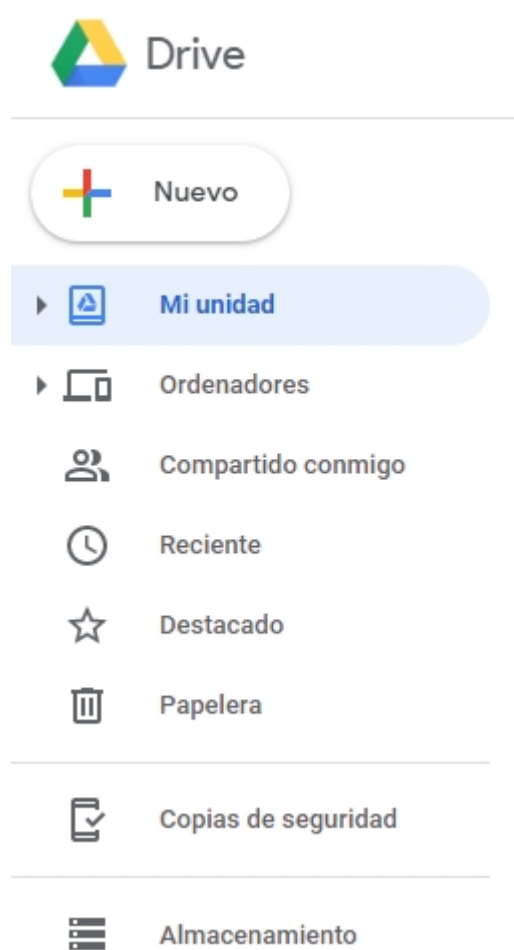 Drive
Nuevo
Mi unidad
Ordenadores
Compartido conmigo
Reciente
Destacado
Papelera
Copias de seguridad
Almacenamiento